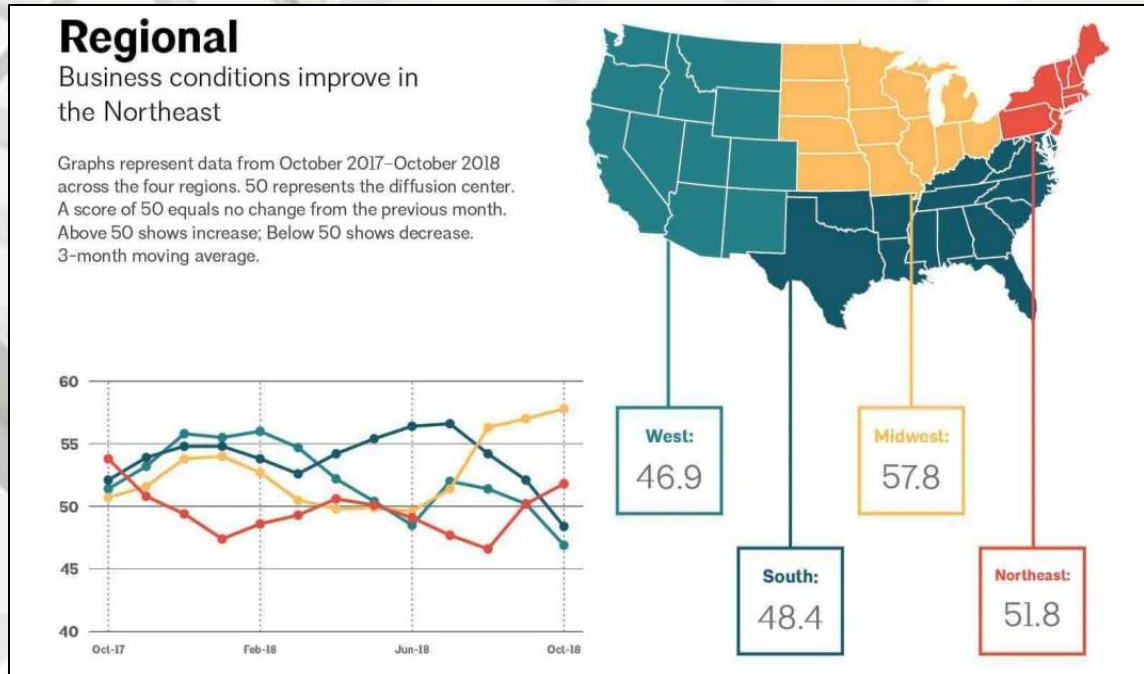 Regional
Business conditions improve in
the Northeast
Graphs represent data from October 2017–October 2018
across the four regions. 50 represents the diffusion center.
A score of 50 equals no change from the previous month.
Above 50 shows increase; Below 50 shows decrease.
3-month moving average.
60
55
50
45
40
Oct-17
Feb-18
Jun-18
Oct-18
West:
46.9
Midwest:
57.8
South:
48.4
Northeast:
51.8